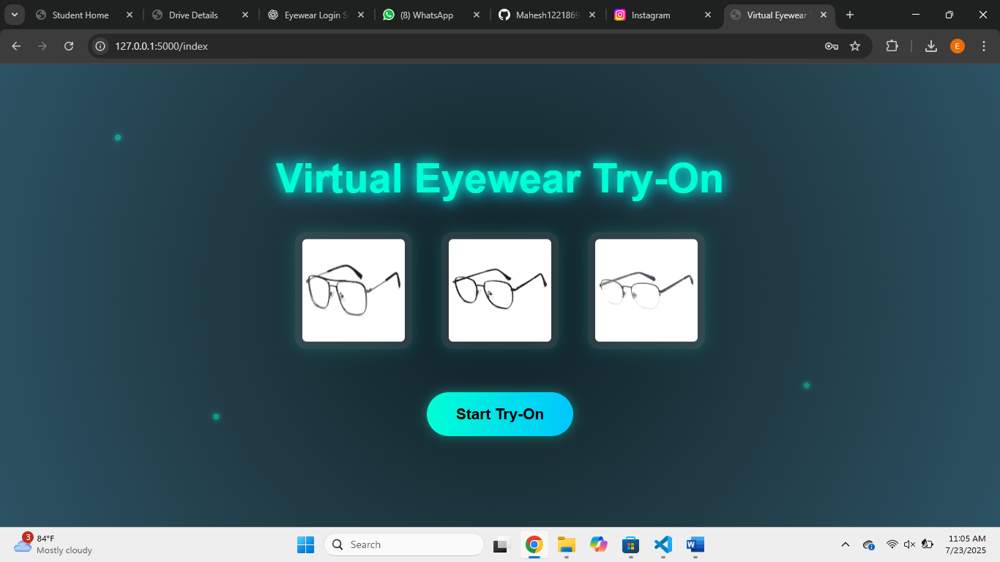 Student Home
Drive Details
Eyewear Login S
(8) WhatsApp
Mahesh1221869
Instagram
Virtual Eyewear T
127.0.0.1:5000/index
E
Virtual Eyewear Try-On
Start Try-On
3
84°F
Mostly cloudy
Search
W
11:05 AM
7/23/2025